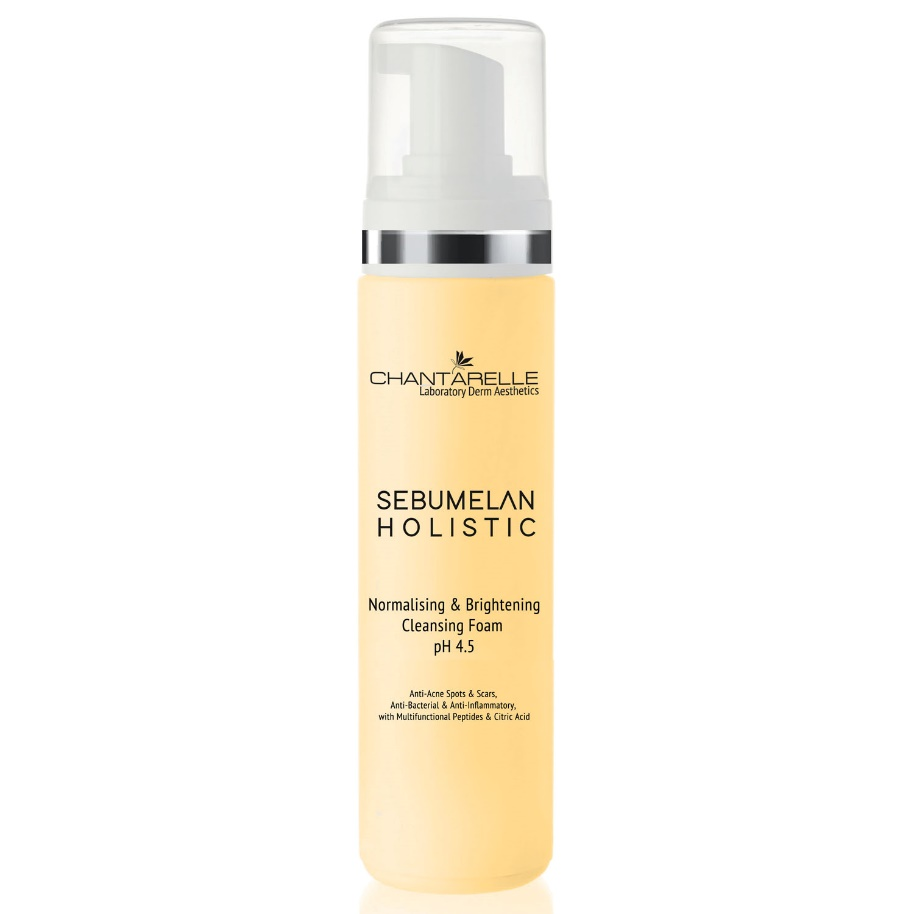 CHANTARELLE
Laboratory Derm Aesthetics
SEBUMELAN
HOLISTIC
Normalising & Brightening
Cleansing Foam
pH 4.5
Anti-Acne Spots & Scars,
Anti-Bacterial & Anti-Inflammatory,
with Multifunctional Peptides & Citric Acid